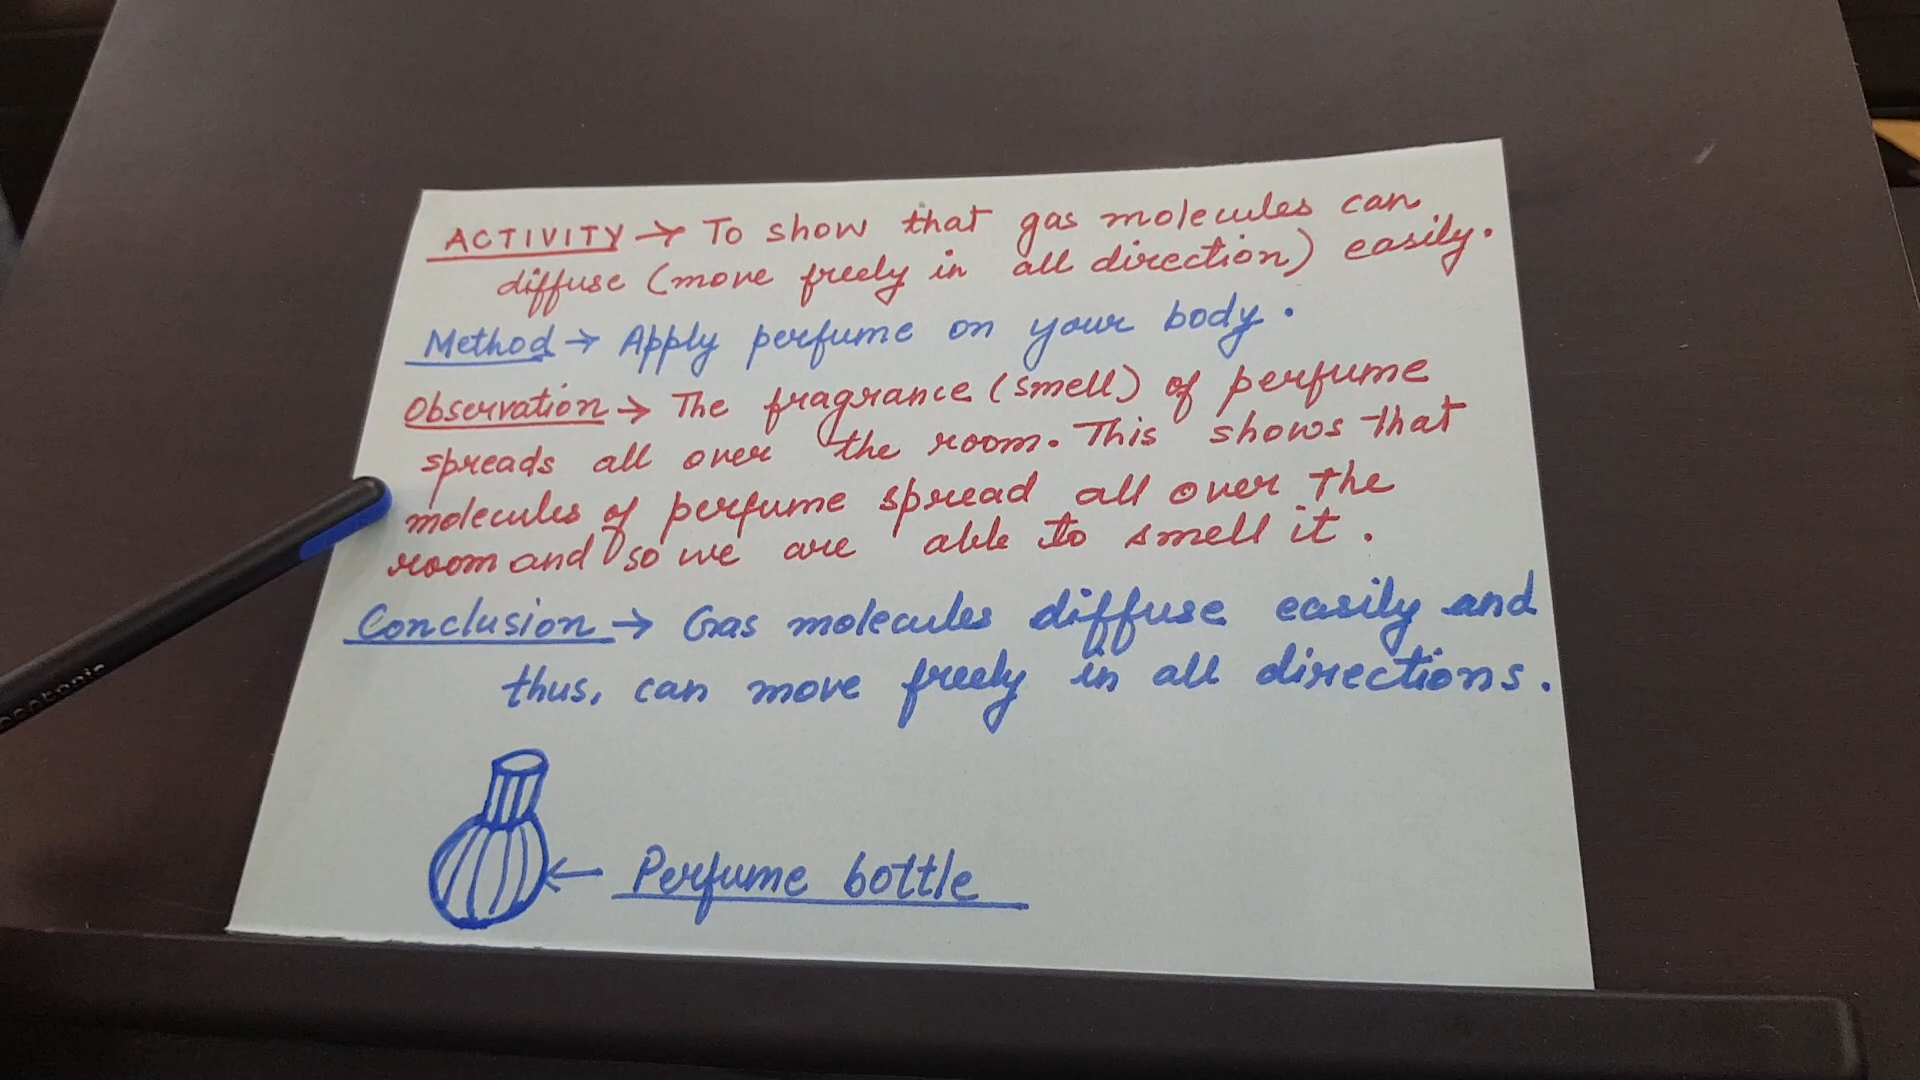 ACTIVITY → To show that gas molecules can
diffuse (move freely in all direction) easily.
Method → Apply perfume on your body.
Observation → The fragrance (smell) of perfume
spreads all over the room. This shows that
molecules of perfume spread all over the
room and so we are able to smell it.
Conclusion → Gas molecules diffuse easily and
thus, can move freely in all directions.
← Perfume bottle